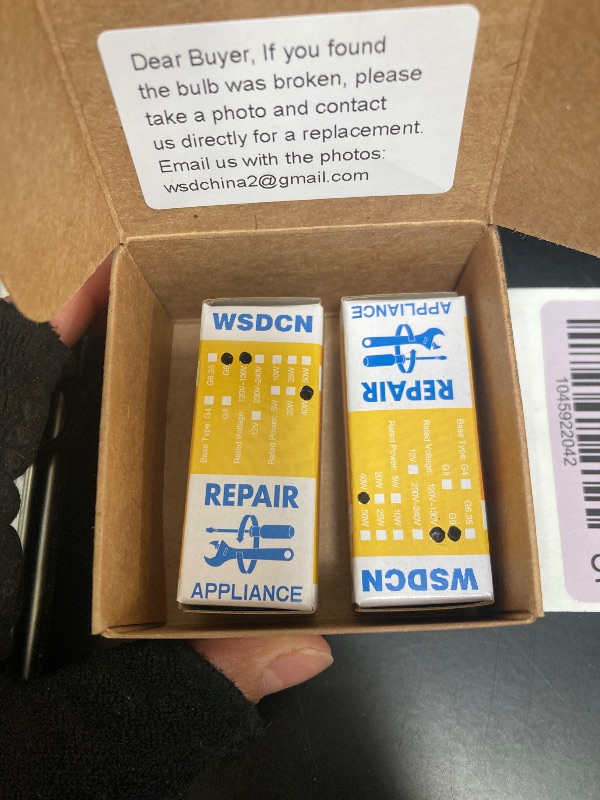 Dear Buyer, If you found
the bulb was broken, please
take a photo and contact
us directly for a replacement.
Email us with the photos:
wsdchina2@gmail.com
WSDCN
Base Type: G4 G6.35
G8 G9
Rated Voltage: 120V~130V
12V 230V~240V
Rated Power: 5W 10W
20W 25W
40W 50W
REPAIR
APPLIANCE
WSDCN
Base Type: G4 G6.35
G8 G9
Rated Voltage: 120V~130V
12V 200V~240V
Rated Power: 5W 10W
20W 25W
40W 50W
REPAIR
APPLIANCE
1045922042